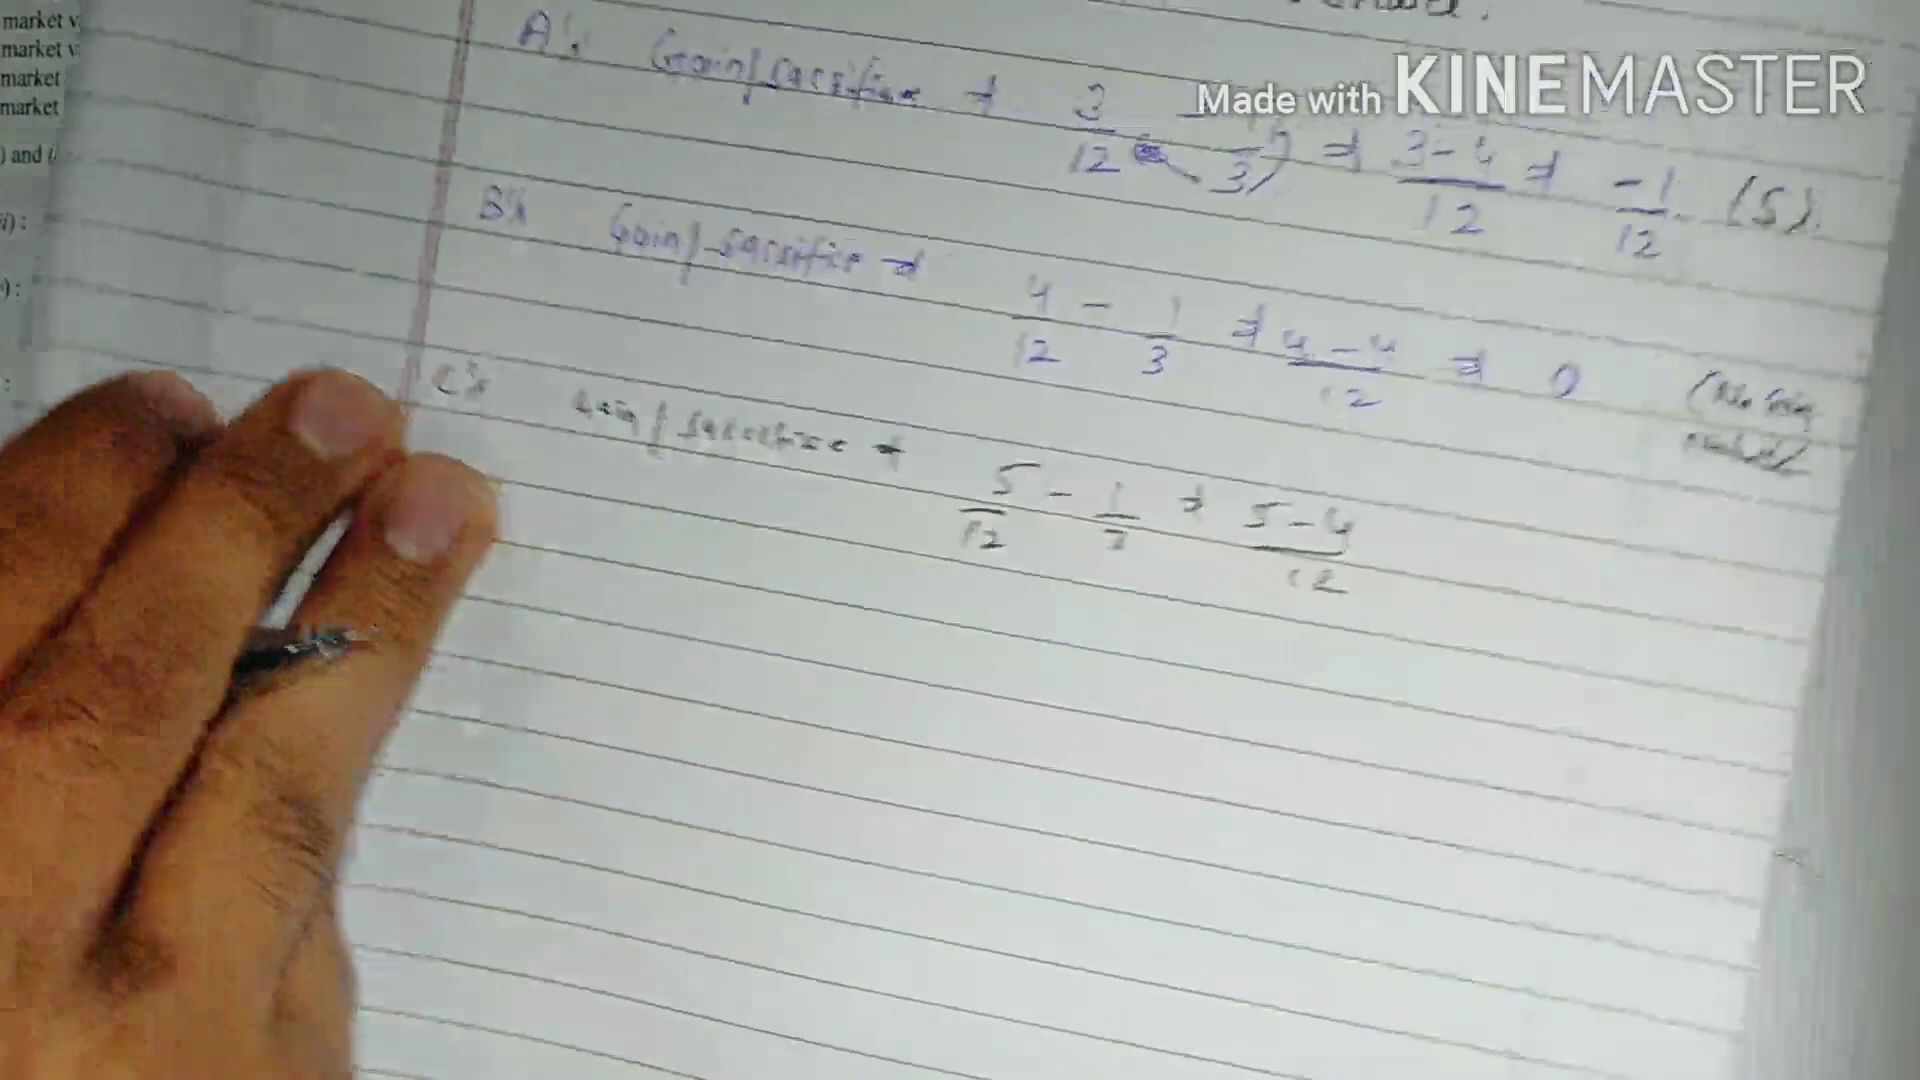 market
market
market
market
) and
A's Gain/sacrifice ⇒ 3/12 - 1/3 ⇒ 3-4/12 ⇒ -1/12 (S).
Made with KINEMASTER
B's Gain/sacrifice ⇒ 4/12 - 1/3 ⇒ 4-4/12 ⇒ 0 (No Gain
C's Gain/sacrifice ⇒ 5/12 - 1/3 ⇒ 5-4/12